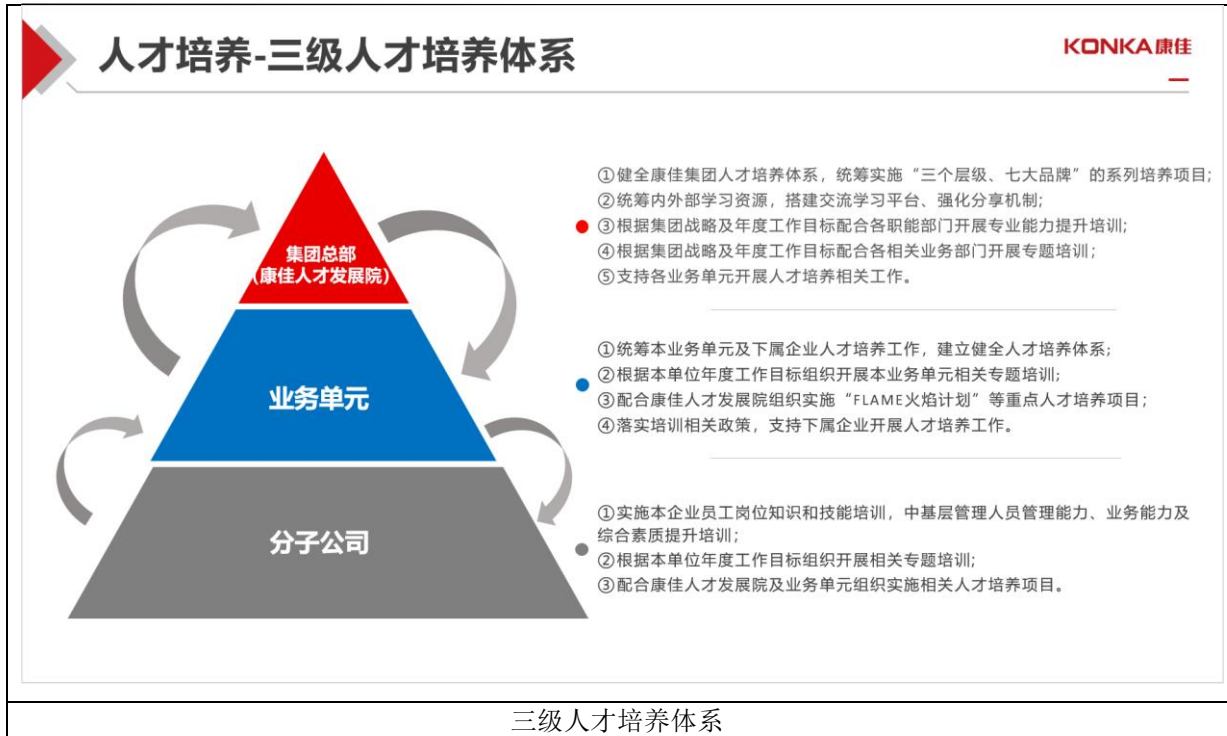 人才培养-三级人才培养体系
KONKA康佳
集团总部
(康佳人才发展院)
业务单元
分子公司
①健全康佳集团人才培养体系，统筹实施“三个层级、七大品牌”的系列培养项目；
②统筹内外部学习资源，搭建交流学习平台、强化分享机制；
③根据集团战略及年度工作目标配合各职能部门开展专业能力提升培训；
④根据集团战略及年度工作目标配合各相关业务部门开展专题培训；
⑤支持各业务单元开展人才培养相关工作。
①统筹本业务单元及下属企业人才培养工作，建立健全人才培养体系；
②根据本单位年度工作目标组织开展本业务单元相关专题培训；
③配合康佳人才发展院组织实施“FLAME火焰计划”等重点人才培养项目；
④落实培训相关政策，支持下属企业开展人才培养工作。
①实施本企业员工岗位知识和技能培训，中基层管理人员管理能力、业务能力及
综合素质提升培训；
②根据本单位年度工作目标组织开展相关专题培训；
③配合康佳人才发展院及业务单元组织实施相关人才培养项目。
三级人才培养体系